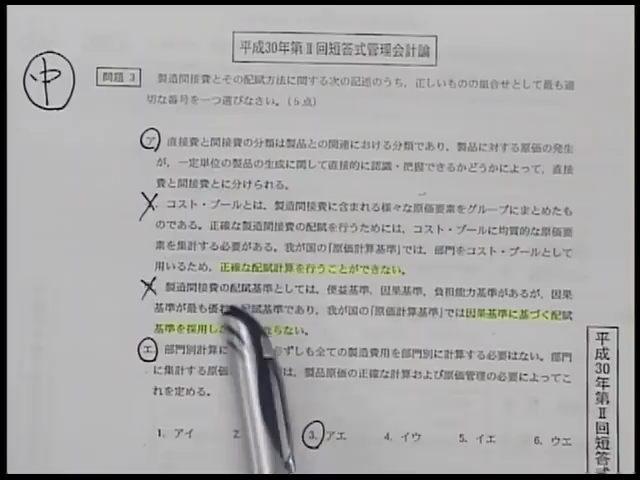 平成30年第Ⅱ回短答式管理会計論
中
問題 3 製造間接費とその配賦方法に関する次の記述のうち、正しいものの組合せとして最も適
切な番号を一つ選びなさい。(5点)
ア. 直接費と間接費の分類は製品との関連における分類であり、製品に対する原価の発生
が、一定単位の製品の生成に関して直接的に認識・把握できるかどうかによって、直接
費と間接費とに分けられる。
. コスト・プールとは、製造間接費に含まれる様々な原価要素をグループにまとめたも
のである。正確な製造間接費の配賦を行うためには、コスト・プールに均質的な原価要
素を集計する必要がある。我が国の「原価計算基準」では、部門をコスト・プールとして
用いるため、正確な配賦計算を行うことができない。
. 製造間接費の配賦基準としては、便益基準、因果基準、負担能力基準があるが、因果
基準が最も優れ 配賦基準であり、我が国の「原価計算基準」では因果基準に基づく配賦
基準を採用し らない。
エ. 部門別計算に ずしも全ての製造費用を部門別に計算する必要はない。部門
に集計する原価 は、製品原価の正確な計算および原価管理の必要によってこ
れを定める。
1. アイ 2. 3. アエ 4. イウ 5. イエ 6. ウエ
平成30年第Ⅱ回短答式